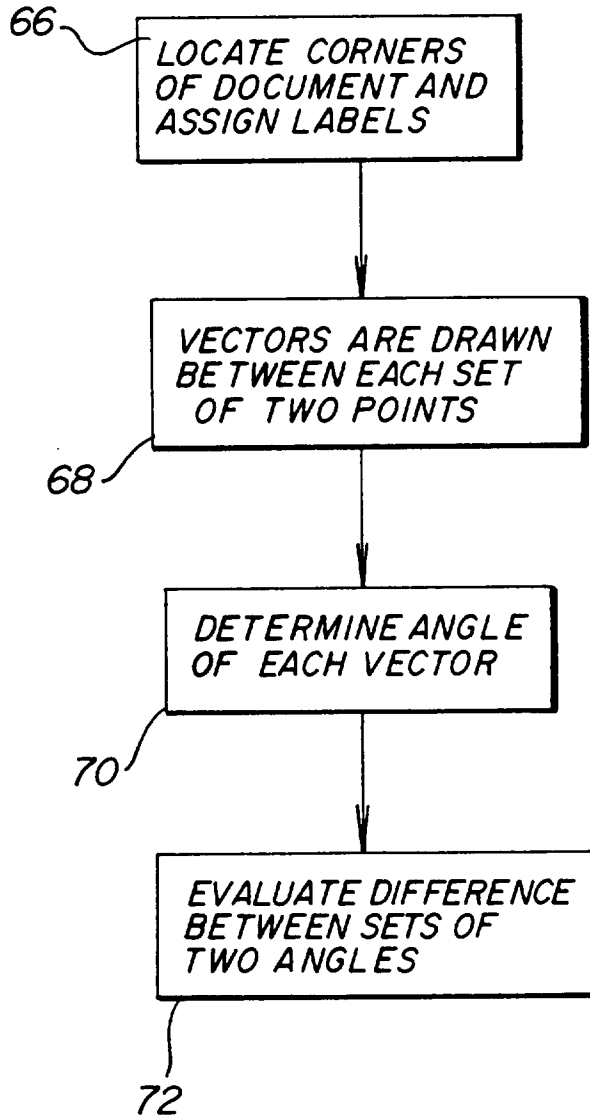 66
LOCATE CORNERS
OF DOCUMENT AND
ASSIGN LABELS
VECTORS ARE DRAWN
BETWEEN EACH SET
OF TWO POINTS
68
DETERMINE ANGLE
OF EACH VECTOR
70
EVALUATE DIFFERENCE
BETWEEN SETS OF
TWO ANGLES
72